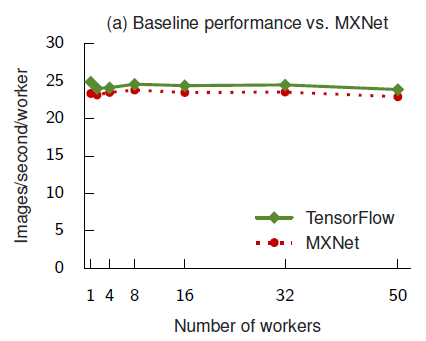 (a) Baseline performance vs. MXNet
30
25
20
15
10
5
0
Images/second/worker
TensorFlow
MXNet
1 4 8 16 32 50
Number of workers